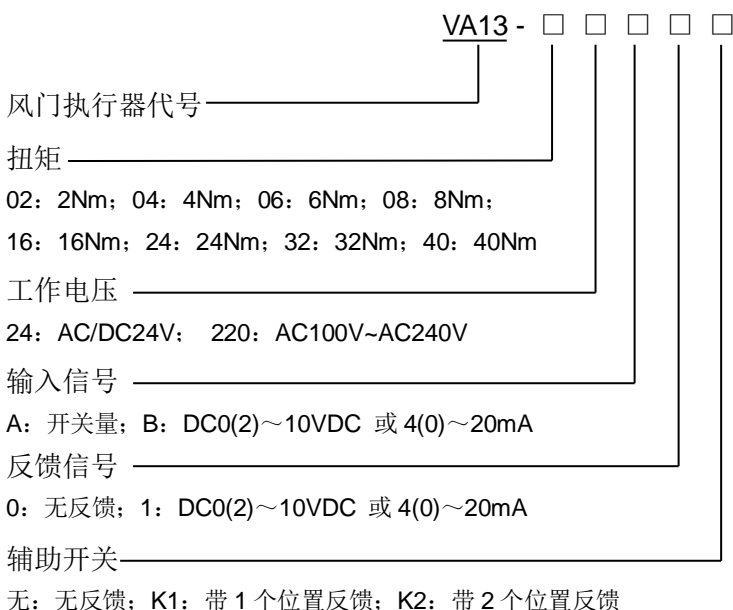 VA13 - □ □ □ □ □
风门执行器代号
扭矩
02：2Nm；04：4Nm；06：6Nm；08：8Nm；
16：16Nm；24：24Nm；32：32Nm；40：40Nm
工作电压
24：AC/DC24V； 220：AC100V~AC240V
输入信号
A：开关量；B：DC0(2)～10VDC 或 4(0)～20mA
反馈信号
0：无反馈；1：DC0(2)～10VDC 或 4(0)～20mA
辅助开关
无：无反馈；K1：带 1 个位置反馈；K2：带 2 个位置反馈